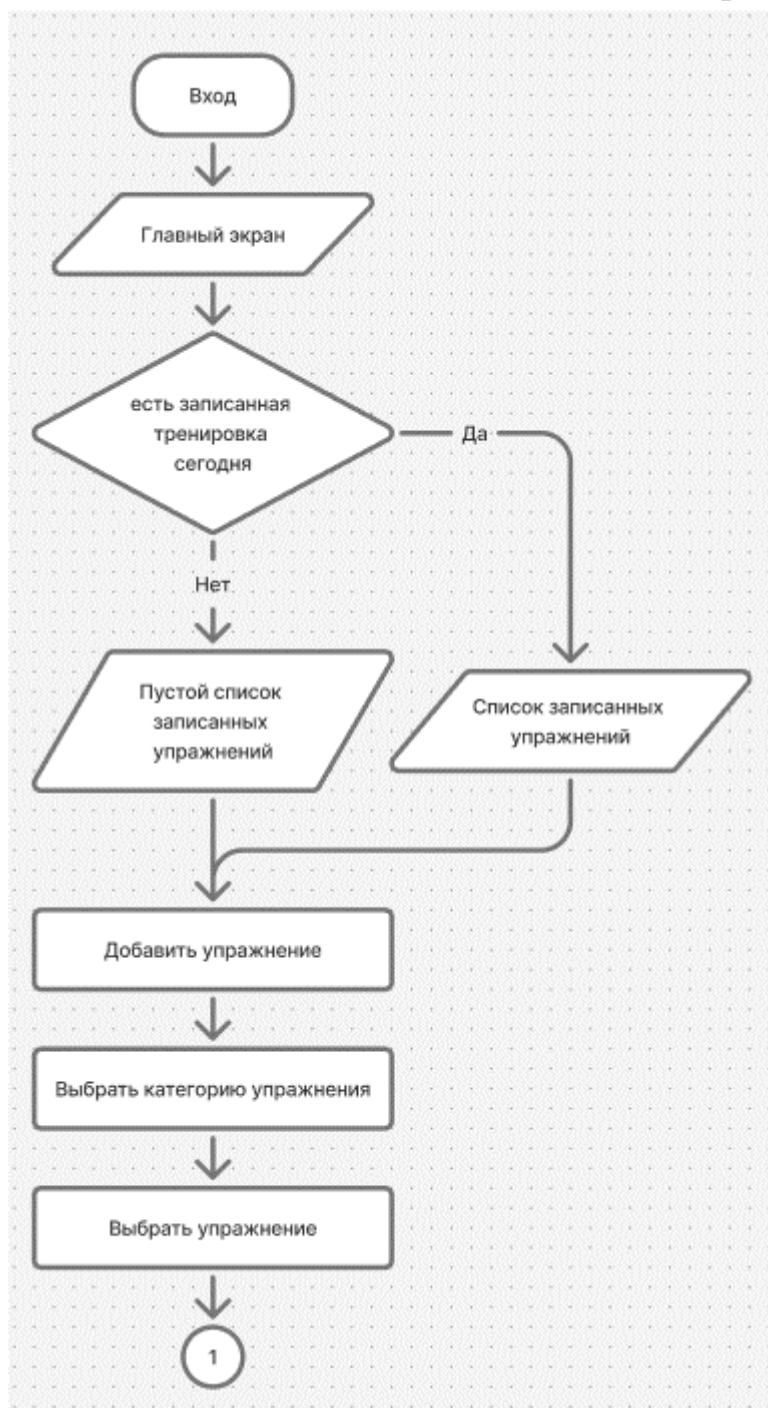 Вход
Главный экран
есть записанная
тренировка
сегодня
Да
Нет
Пустой список
записанных
упражнений
Список записанных
упражнений
Добавить упражнение
Выбрать категорию упражнения
Выбрать упражнение
1